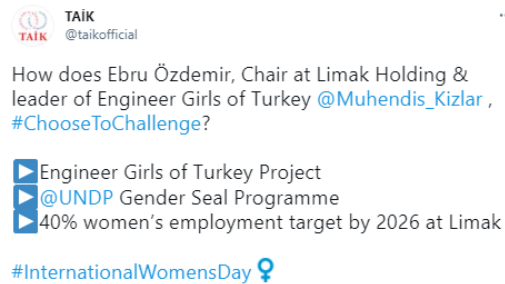 TAİK
@taikofficial
TAİK
How does Ebru Özdemir, Chair at Limak Holding &
leader of Engineer Girls of Turkey @Muhendis_Kizlar ,
#ChooseToChallenge?
▶Engineer Girls of Turkey Project
▶@UNDP Gender Seal Programme
▶40% women’s employment target by 2026 at Limak
#InternationalWomensDay♀